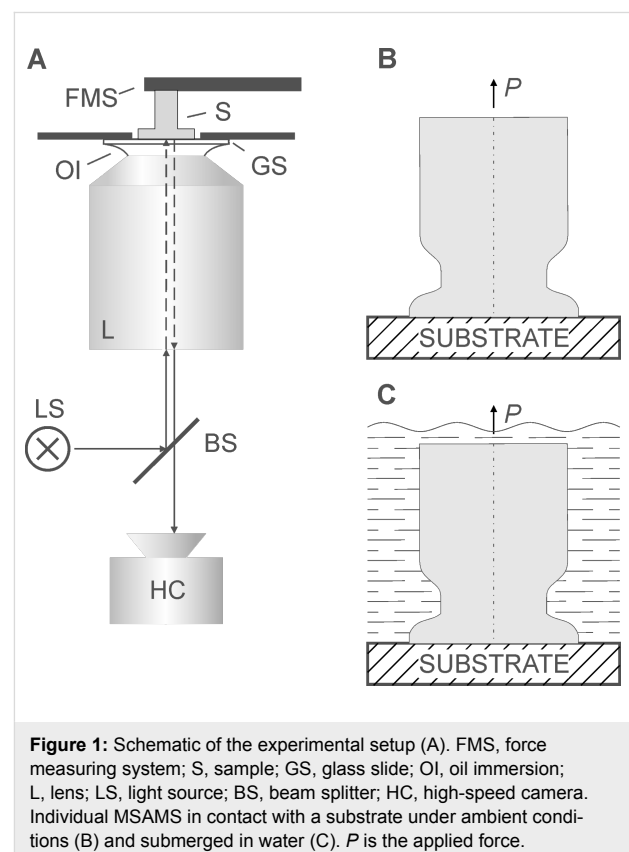 A
FMS
S
OI
GS
L
LS
BS
HC
B
P
SUBSTRATE
C
P
SUBSTRATE
Figure 1: Schematic of the experimental setup (A). FMS, force
measuring system; S, sample; GS, glass slide; OI, oil immersion;
L, lens; LS, light source; BS, beam splitter; HC, high-speed camera.
Individual MSAMS in contact with a substrate under ambient condi-
tions (B) and submerged in water (C). P is the applied force.